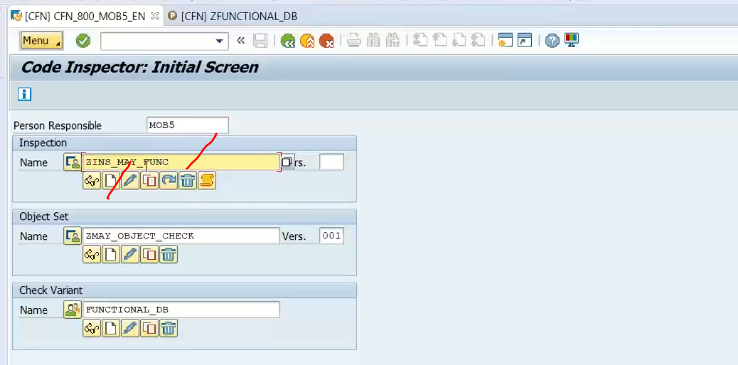 [CFN] CFN_800_MOB5_EN [CFN] ZFUNCTIONAL_DB
Menu
Code Inspector: Initial Screen
Person Responsible MOB5
Inspection
Name ZINS_MAY_FUNC rs.
Object Set
Name ZMAY_OBJECT_CHECK Vers. 001
Check Variant
Name FUNCTIONAL_DB